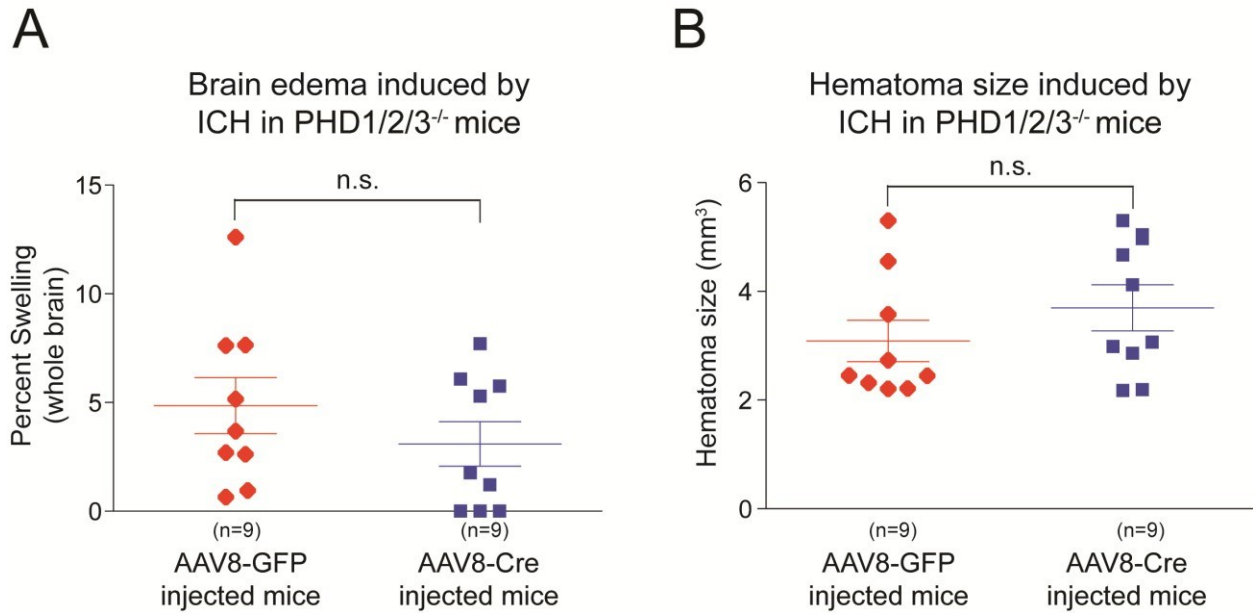 A
Brain edema induced by
ICH in PHD1/2/3-/- mice
n.s.
15
10
5
0
Percent Swelling
(whole brain)
(n=9)
AAV8-GFP
injected mice
(n=9)
AAV8-Cre
injected mice
B
Hematoma size induced by
ICH in PHD1/2/3-/- mice
n.s.
6
4
2
0
Hematoma size (mm³)
(n=9)
AAV8-GFP
injected mice
(n=9)
AAV8-Cre
injected mice